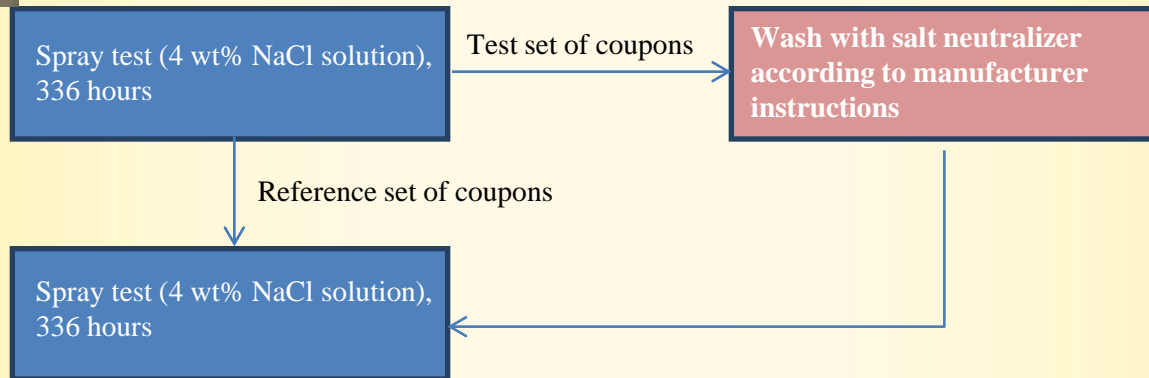 Spray test (4 wt% NaCl solution),
336 hours
Test set of coupons
Wash with salt neutralizer
according to manufacturer
instructions
Reference set of coupons
Spray test (4 wt% NaCl solution),
336 hours